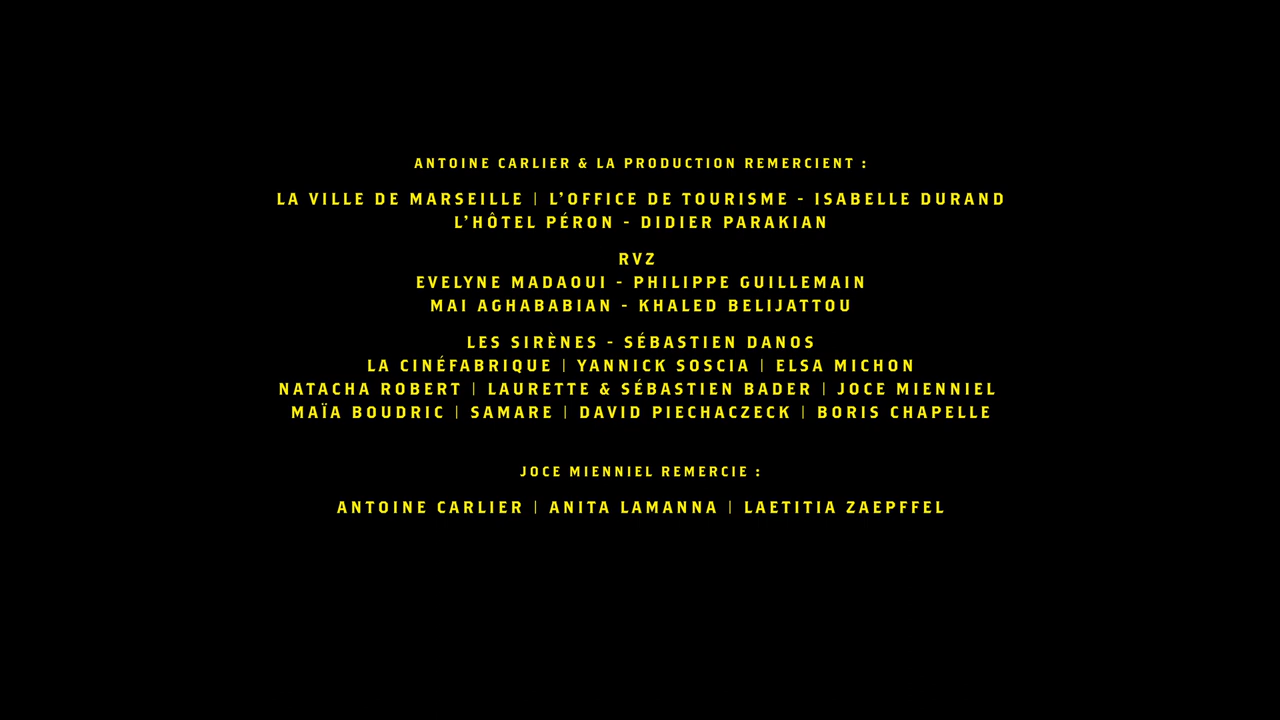 ANTOINE CARLIER & LA PRODUCTION REMERCIENT :
LA VILLE DE MARSEILLE | L'OFFICE DE TOURISME - ISABELLE DURAND
L'HÔTEL PÉRON - DIDIER PARAKIAN
RVZ
EVELYNE MADAOUI - PHILIPPE GUILLEMAIN
MAI AGHABABIAN - KHALED BELIJATTOU
LES SIRÈNES - SÉBASTIEN DANOS
LA CINÉFABRIQUE | YANNICK SOSCIA | ELSA MICHON
NATACHA ROBERT | LAURETTE & SÉBASTIEN BADER | JOCE MIENNIEL
MAÏA BOUDRIC | SAMARE | DAVID PIECHACZECK | BORIS CHAPELLE
JOCE MIENNIEL REMERCIE :
ANTOINE CARLIER | ANITA LAMANNA | LAETITIA ZAEPFFEL